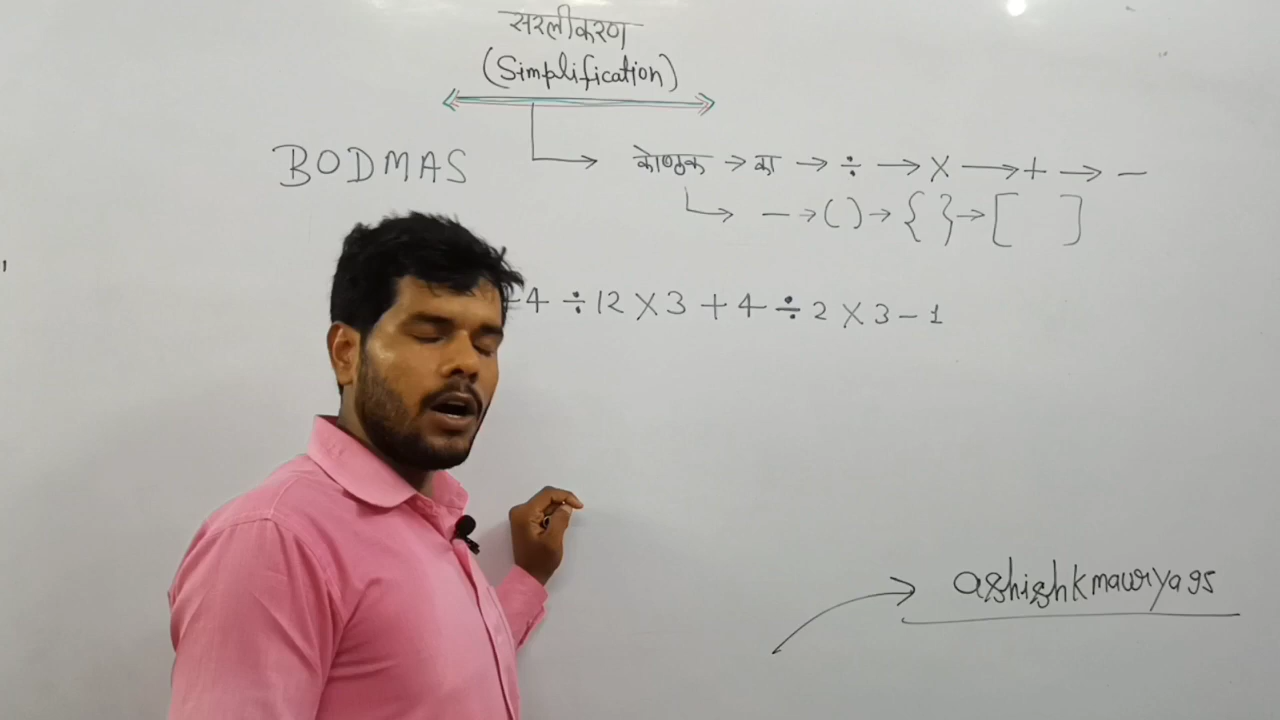 सरलीकरण
(Simplification)
BODMAS
कोष्ठक → का → ÷ → × → + → −
— → ( ) → { } → [ ]
+4 ÷ 12 × 3 + 4 ÷ 2 × 3 − 1
ashishkmaurya95